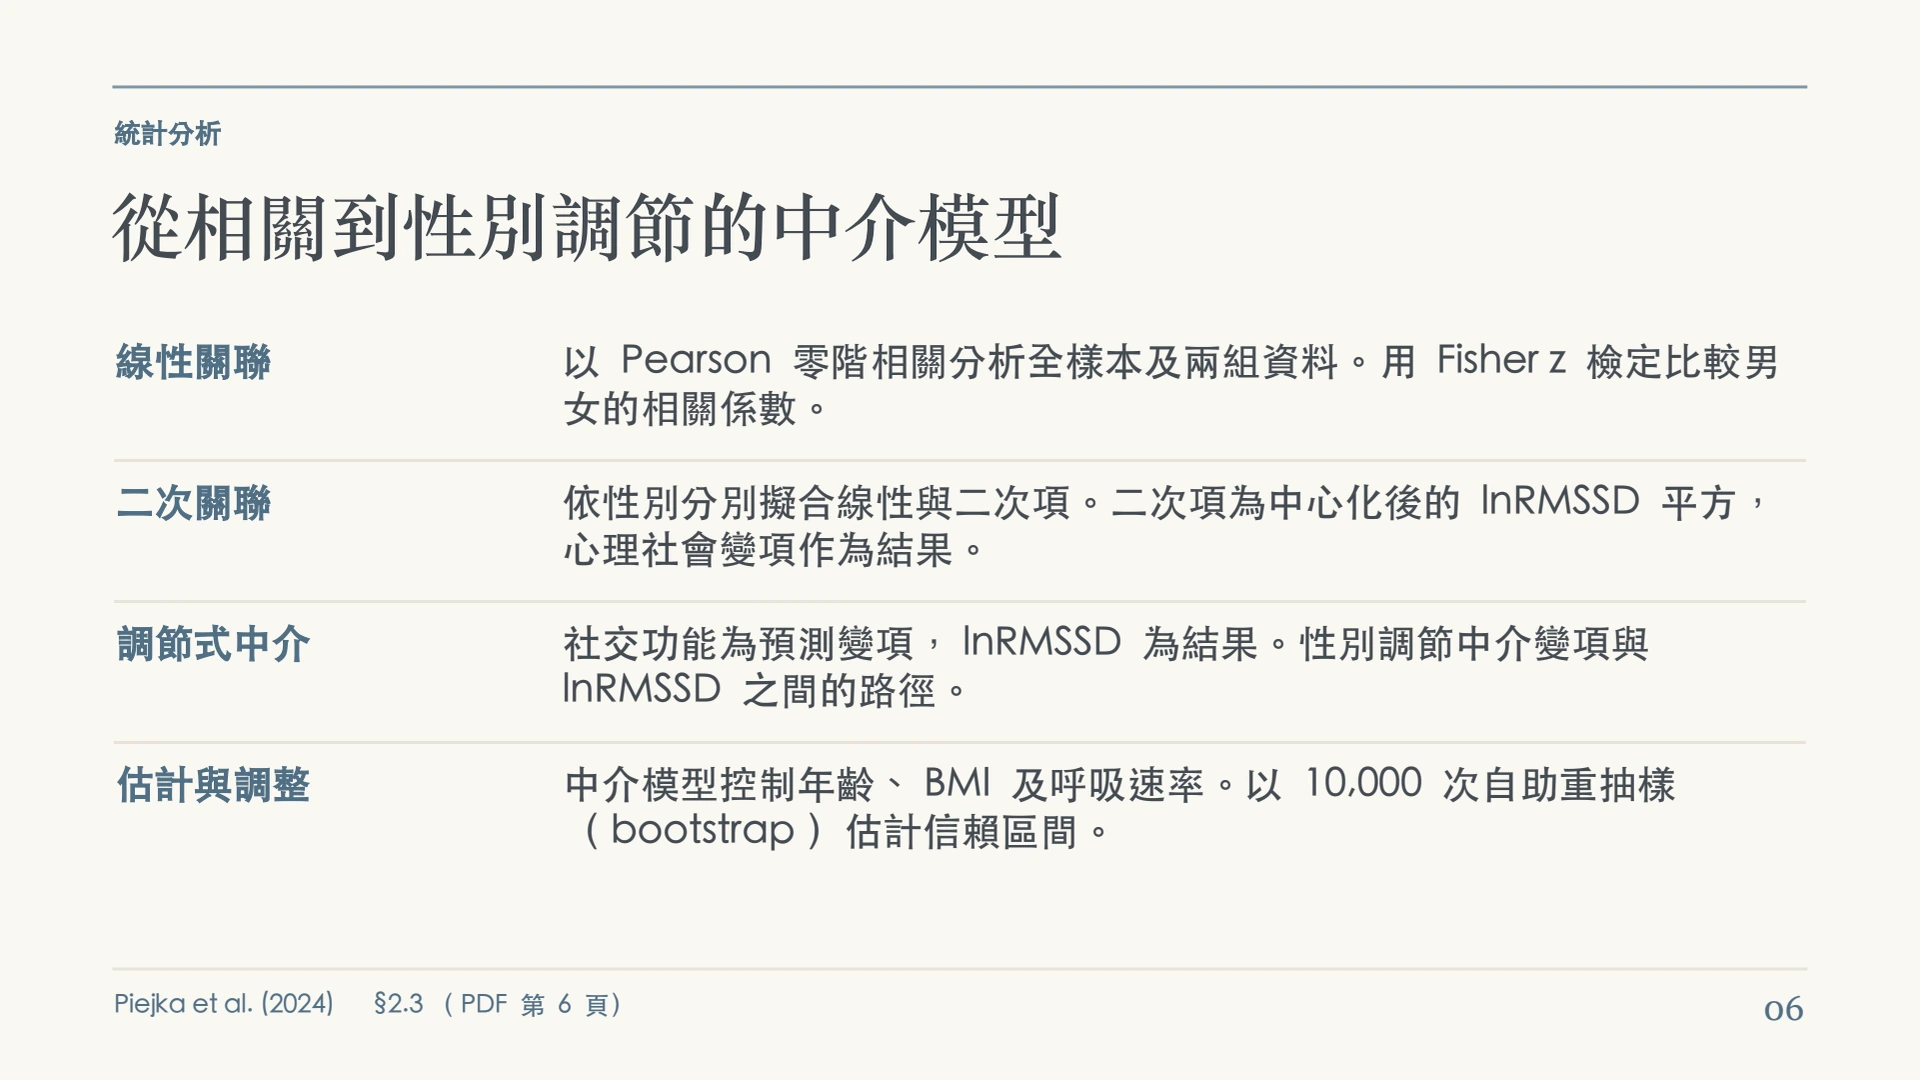 統計分析
從相關到性別調節的中介模型
線性關聯
以 Pearson 零階相關分析全樣本及兩組資料。用 Fisher z 檢定比較男
女的相關係數。
二次關聯
依性別分別擬合線性與二次項。二次項為中心化後的 lnRMSSD 平方，
心理社會變項作為結果。
調節式中介
社交功能為預測變項，lnRMSSD 為結果。性別調節中介變項與
lnRMSSD 之間的路徑。
估計與調整
中介模型控制年齡、BMI 及呼吸速率。以 10,000 次自助重抽樣
（bootstrap）估計信賴區間。
Piejka et al. (2024) §2.3（PDF 第 6 頁）
06